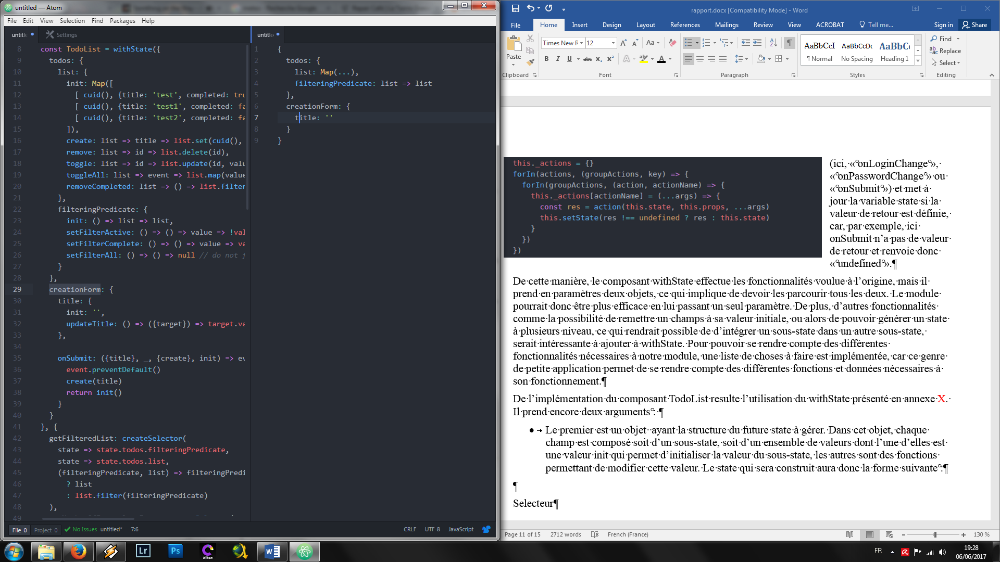 untitled — Atom
File Edit View Selection Find Packages Help
Settings
8 const TodoList = withState({
9 todos: {
10 list: {
11 init: Map([
12 [ cuid(), {title: 'test', completed: tru
13 [ cuid(), {title: 'test1', completed: fa
14 [ cuid(), {title: 'test2', completed: fa
15 ]),
16 create: list => title => list.set(cuid(),
17 remove: list => id => list.delete(id),
18 toggle: list => id => list.update(id, valu
19 toggleAll: list => event => list.map(value
20 removeCompleted: list => () => list.filter
21 },
22 filteringPredicate: {
23 init: () => list => list,
24 setFilterActive: () => () => value => !val
25 setFilterComplete: () => () => value => va
26 setFilterAll: () => () => null // do not j
27 }
28 },
29 creationForm: {
30 title: {
31 init: '',
32 updateTitle: () => ({target}) => target.va
33 },
34
35 onSubmit: ({title}, _, {create}, init) => ev
36 event.preventDefault()
37 create(title)
38 return init()
39 }
40 }
41 }, {
42 getFilteredList: createSelector(
43 state => state.todos.filteringPredicate,
44 state => state.todos.list,
45 (filteringPredicate, list) => filteringPredi
46 ? list
47 : list.filter(filteringPredicate)
48 ),
49
1 {
2 todos: {
3 list: Map(...),
4 filteringPredicate: list => list
5 },
6 creationForm: {
7 title: ''
8 }
9 }
File 0 Project 0 No Issues untitled* 7:6 CRLF UTF-8 JavaScript
rapport.docx [Compatibility Mode] - Word
File Home Insert Design Layout References Mailings Review View ACROBAT Tell me... Sign in Share
Paste
Clipboard
Times New R 12
Font
Paragraph
AaBbCcI AaBbCcDc AaBbC
¶ Normal No Spacing Heading 1
Styles
Find
Replace
Select
Editing
this._actions = {}
forIn(actions, (groupActions, key) => {
forIn(groupActions, (action, actionName) => {
this._actions[actionName] = (...args) => {
const res = action(this.state, this.props, ...args)
this.setState(res !== undefined ? res : this.state)
}
})
})
(ici, «°onLoginChange°»,
«°onPasswordChange°» ou
«°onSubmit°») et met à
jour la variable state si la
valeur de retour est définie,
car, par exemple, ici
onSubmit n’a pas de valeur
de retour et renvoie donc
«°undefined°».¶
De cette manière, le composant withState effectue les fonctionnalités voulue à l’origine, mais il
prend en paramètres deux objets, ce qui implique de devoir les parcourir tous les deux. Le module
pourrait donc être plus efficace en lui passant un seul paramètre. De plus, d’autres fonctionnalités
comme la possibilité de remettre un champs à sa valeur initiale, ou alors de pouvoir générer un state
à plusieurs niveau, ce qui rendrait possible de d’intégrer un sous-state dans un autre sous-state,
serait intéressante à ajouter à withState. Pour pouvoir se rendre compte des différentes
fonctionnalités nécessaires à notre module, une liste de choses à faire est implémentée, car ce genre
de petite application permet de se rendre compte des différentes fonctions et données nécessaires à
son fonctionnement.¶
De l’implémentation du composant TodoList resulte l’utilisation du withState présenté en annexe X.
Il prend encore deux arguments°: ¶
● Le premier est un objet  ayant la structure du future state à gérer. Dans cet objet, chaque
champ est composé soit d’un sous-state, soit d’un ensemble de valeurs dont l’une d’elles est
une valeur init qui permet d’initialiser la valeur du sous-state, les autres sont des fonctions
permettant de modifier cette valeur. Le state qui sera construit aura donc la forme suivante°:¶
¶
Selecteur¶
Page 11 of 15 2712 words French (France) 130 %
Lr Ps Nikon
FR 19:28
06/06/2017